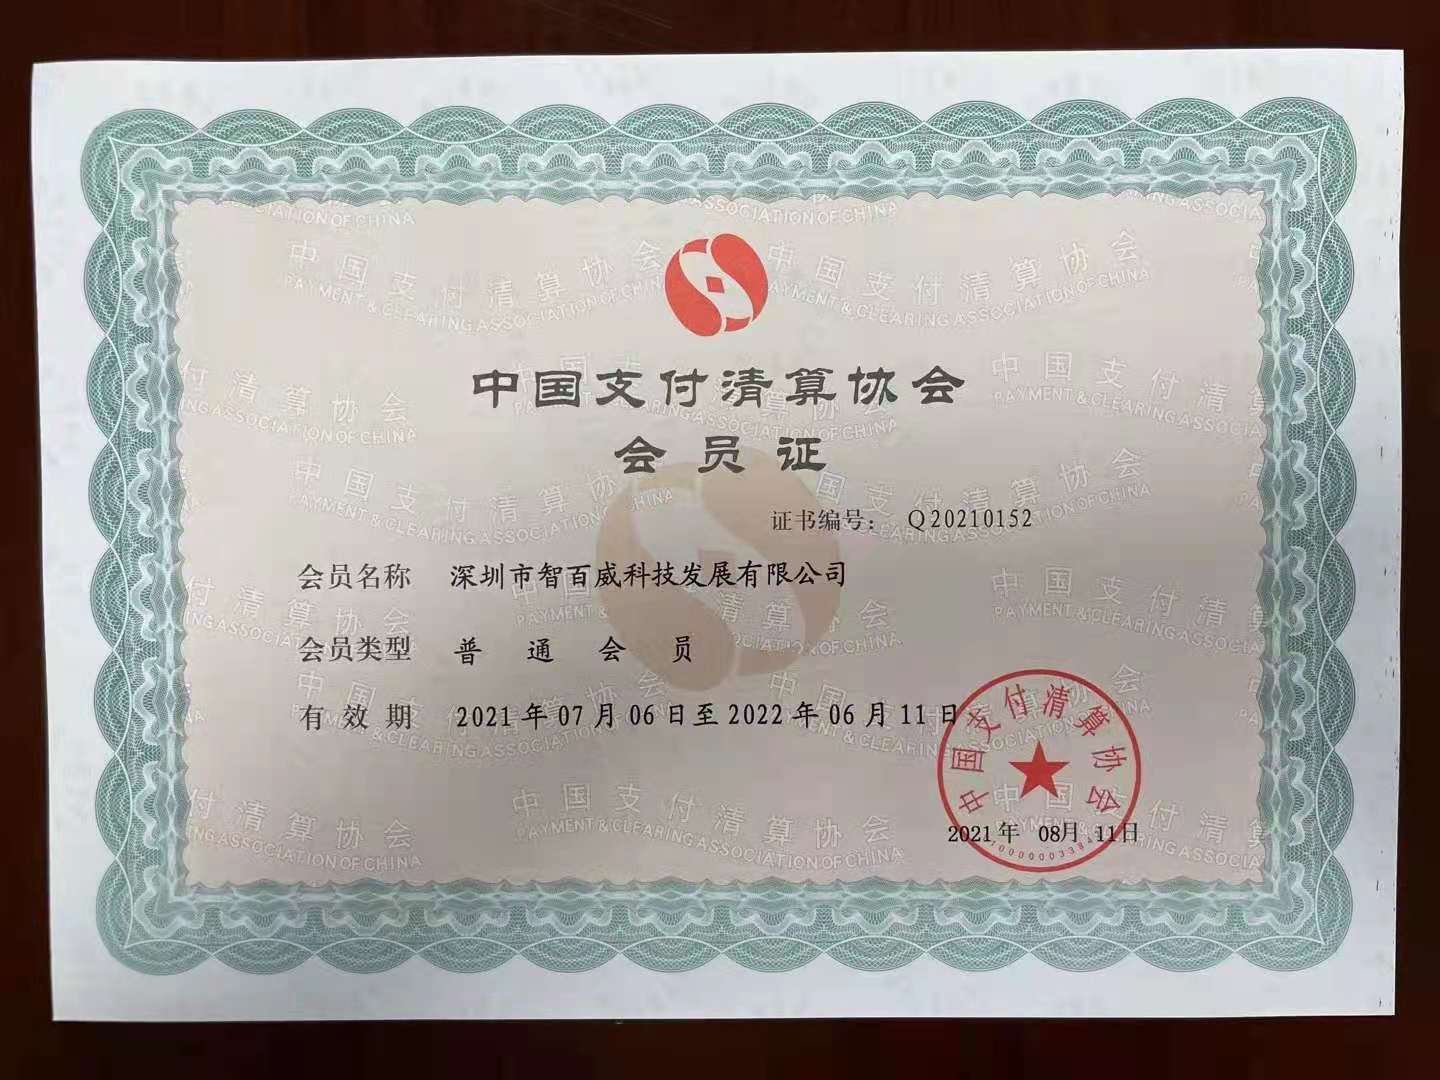 中国支付清算协会
会员证
证书编号： Q20210152
会员名称 深圳市智百威科技发展有限公司
会员类型 普通会员
有效期 2021年07月06日至2022年06月11日
中国支付清算协会
2021年 08月 11日